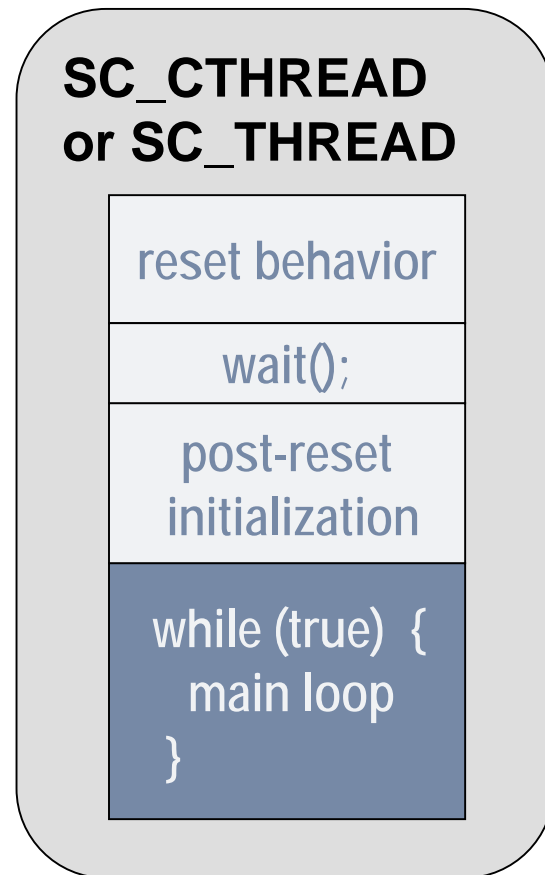 SC_CTHREAD
or SC_THREAD
reset behavior
wait();
post-reset
initialization
while (true) {
main loop
}